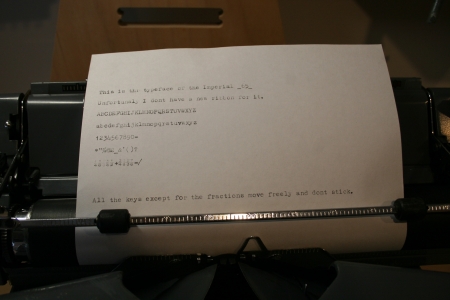 This is the typeface of the Imperial
Unfortunal, I dont have a new ribbon for it.
ABCDEFGHIJKLMNOPQRSTUVWXYZ
abcdefghijklmnopqrstuvwxyz
1234567890=
All the keys except for the fractions move freely and dont stick.